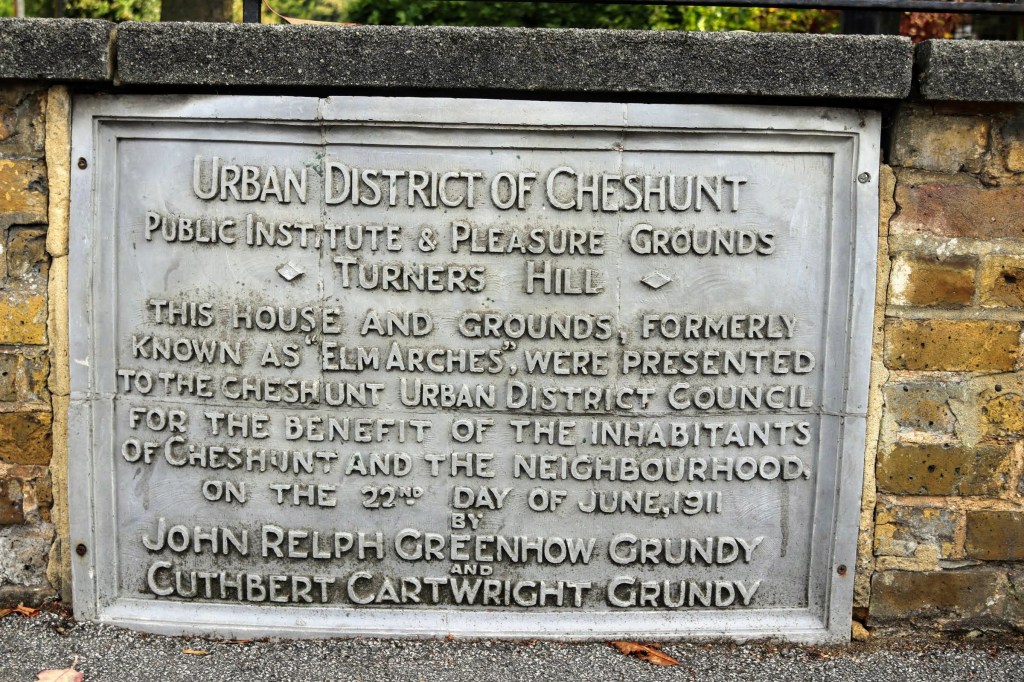 URBAN DISTRICT OF CHESHUNT
PUBLIC INSTITUTE & PLEASURE GROUNDS
TURNERS HILL
THIS HOUSE AND GROUNDS, FORMERLY
KNOWN AS "ELM ARCHES", WERE PRESENTED
TO THE CHESHUNT URBAN DISTRICT COUNCIL
FOR THE BENEFIT OF THE INHABITANTS
OF CHESHUNT AND THE NEIGHBOURHOOD,
ON THE 22ND DAY OF JUNE, 1911
BY
JOHN RELPH GREENHOW GRUNDY
AND
CUTHBERT CARTWRIGHT GRUNDY